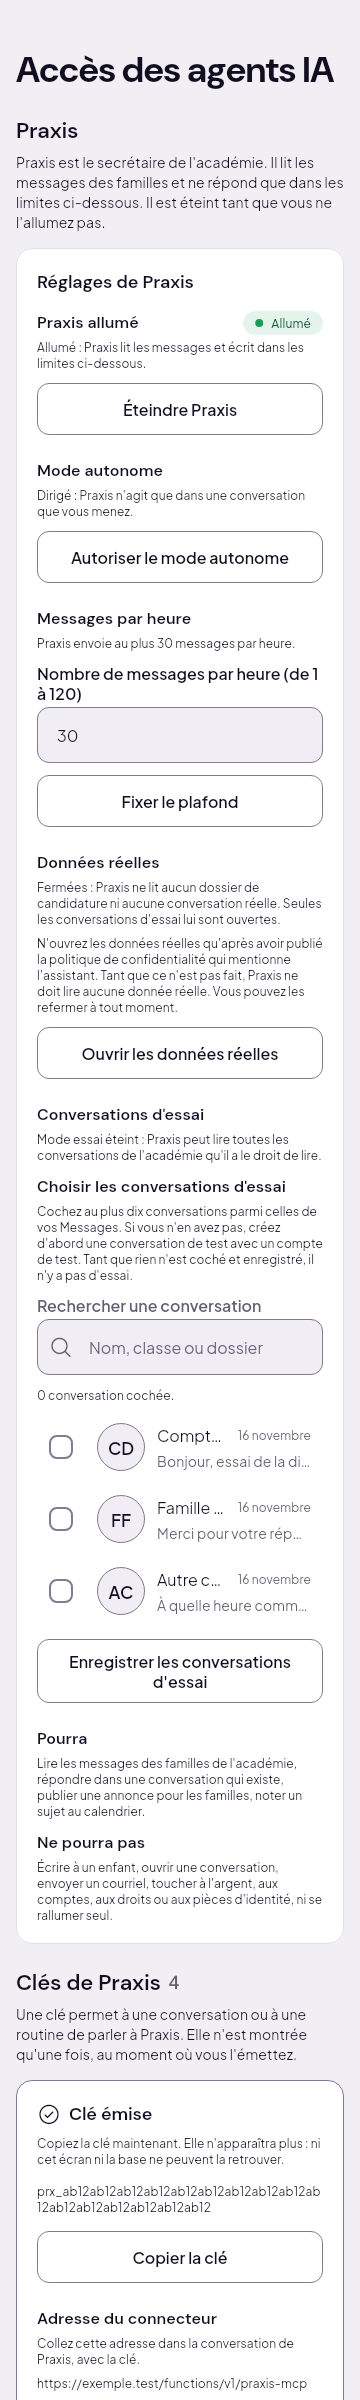 Accès des agents IA
Praxis
Praxis est le secrétaire de l'académie. Il lit les
messages des familles et ne répond que dans les
limites ci-dessous. Il est éteint tant que vous ne
l'allumez pas.
Réglages de Praxis
Praxis allumé
Allumé
Allumé : Praxis lit les messages et écrit dans les
limites ci-dessous.
Éteindre Praxis
Mode autonome
Dirigé : Praxis n'agit que dans une conversation
que vous menez.
Autoriser le mode autonome
Messages par heure
Praxis envoie au plus 30 messages par heure.
Nombre de messages par heure (de 1
à 120)
30
Fixer le plafond
Données réelles
Fermées : Praxis ne lit aucun dossier de
candidature ni aucune conversation réelle. Seules
les conversations d'essai lui sont ouvertes.
N'ouvrez les données réelles qu'après avoir publié
la politique de confidentialité qui mentionne
l'assistant. Tant que ce n'est pas fait, Praxis ne
doit lire aucune donnée réelle. Vous pouvez les
refermer à tout moment.
Ouvrir les données réelles
Conversations d'essai
Mode essai éteint : Praxis peut lire toutes les
conversations de l'académie qu'il a le droit de lire.
Choisir les conversations d'essai
Cochez au plus dix conversations parmi celles de
vos Messages. Si vous n'en avez pas, créez
d'abord une conversation de test avec un compte
de test. Tant que rien n'est coché et enregistré, il
n'y a pas d'essai.
Rechercher une conversation
Nom, classe ou dossier
0 conversation cochée.
CD
Compt...
16 novembre
Bonjour, essai de la di...
FF
Famille ...
16 novembre
Merci pour votre rép...
AC
Autre c...
16 novembre
À quelle heure comm...
Enregistrer les conversations
d'essai
Pourra
Lire les messages des familles de l'académie,
répondre dans une conversation qui existe,
publier une annonce pour les familles, noter un
sujet au calendrier.
Ne pourra pas
Écrire à un enfant, ouvrir une conversation,
envoyer un courriel, toucher à l'argent, aux
comptes, aux droits ou aux pièces d'identité, ni se
rallumer seul.
Clés de Praxis 4
Une clé permet à une conversation ou à une
routine de parler à Praxis. Elle n'est montrée
qu'une fois, au moment où vous l'émettez.
Clé émise
Copiez la clé maintenant. Elle n'apparaîtra plus : ni
cet écran ni la base ne peuvent la retrouver.
prx_ab12ab12ab12ab12ab12ab12ab12ab12ab12ab
12ab12ab12ab12ab12ab12ab12
Copier la clé
Adresse du connecteur
Collez cette adresse dans la conversation de
Praxis, avec la clé.
https://exemple.test/functions/v1/praxis-mcp